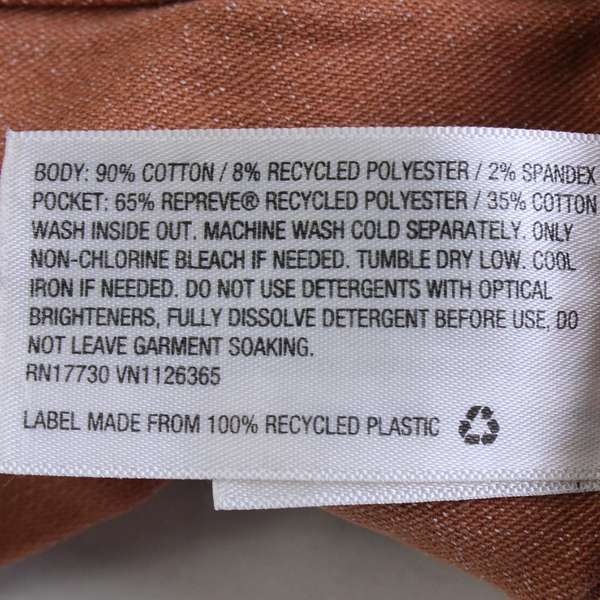 BODY: 90% COTTON / 8% RECYCLED POLYESTER / 2% SPANDEX
POCKET: 65% REPREVE® RECYCLED POLYESTER / 35% COTTON
WASH INSIDE OUT. MACHINE WASH COLD SEPARATELY. ONLY
NON-CHLORINE BLEACH IF NEEDED. TUMBLE DRY LOW. COOL
IRON IF NEEDED. DO NOT USE DETERGENTS WITH OPTICAL
BRIGHTENERS, FULLY DISSOLVE DETERGENT BEFORE USE, DO
NOT LEAVE GARMENT SOAKING.
RN17730 VN1126365
LABEL MADE FROM 100% RECYCLED PLASTIC